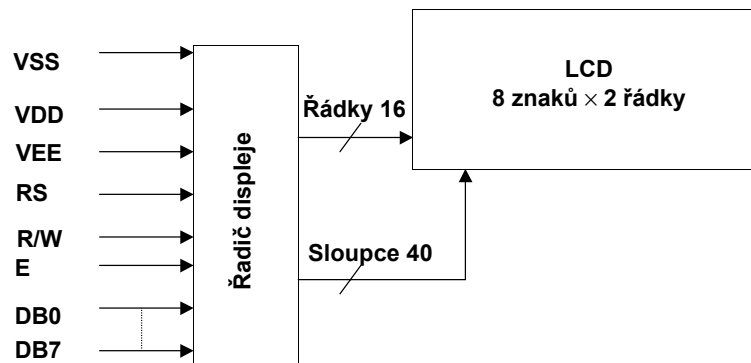 VSS
VDD
VEE
RS
R/W
E
DB0
DB7
Řadič displeje
Řádky 16
Sloupce 40
LCD
8 znaků × 2 řádky